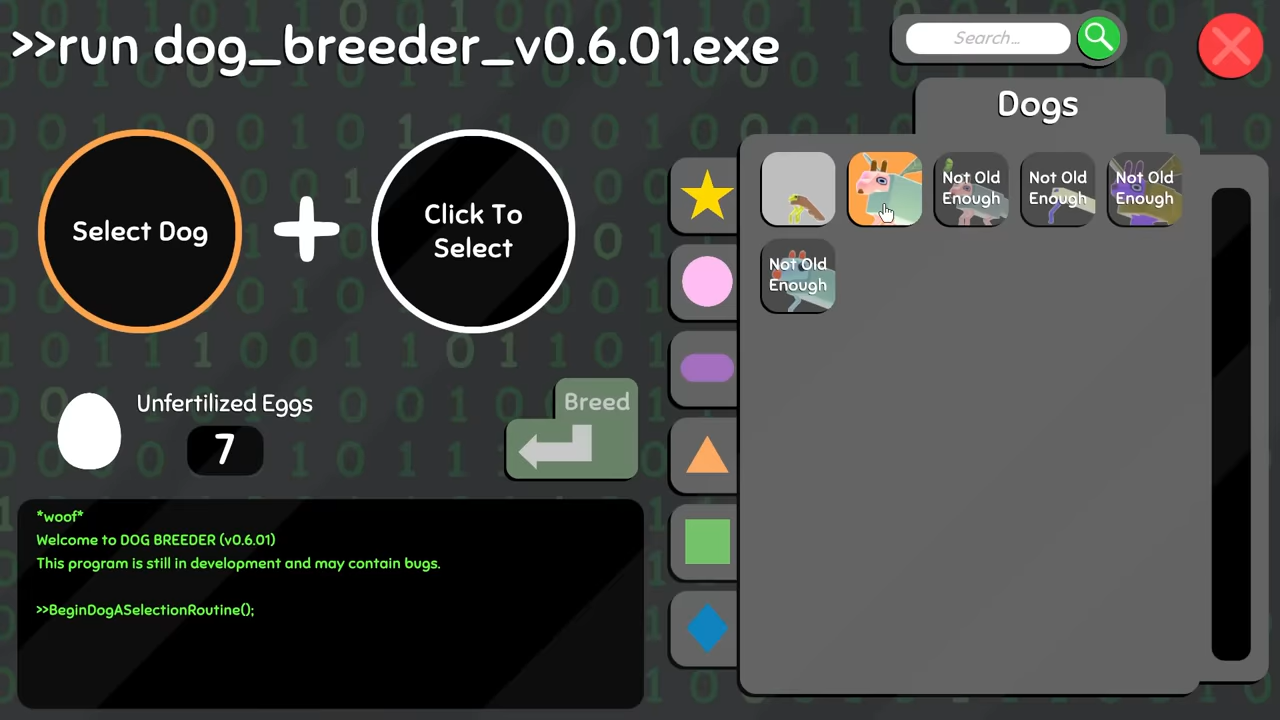 >>run dog_breeder_v0.6.01.exe
Search...
Dogs
Select Dog
Click To
Select
Not Old
Enough
Not Old
Enough
Not Old
Enough
Not Old
Enough
Unfertilized Eggs
7
Breed
*woof*
Welcome to DOG BREEDER (v0.6.01)
This program is still in development and may contain bugs.
>>BeginDogASelectionRoutine();